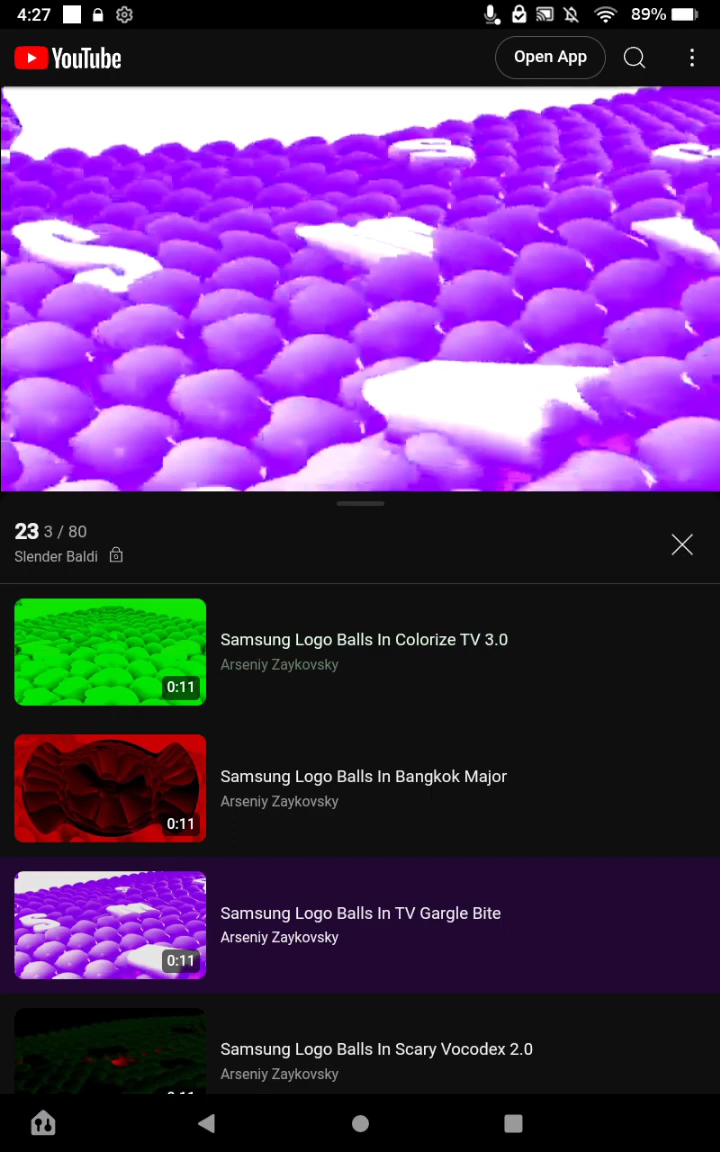 4:27
89%
YouTube
Open App
S
S
23 3 / 80
Slender Baldi
0:11
Samsung Logo Balls In Colorize TV 3.0
Arseniy Zaykovsky
0:11
Samsung Logo Balls In Bangkok Major
Arseniy Zaykovsky
0:11
Samsung Logo Balls In TV Gargle Bite
Arseniy Zaykovsky
Samsung Logo Balls In Scary Vocodex 2.0
Arseniy Zaykovsky